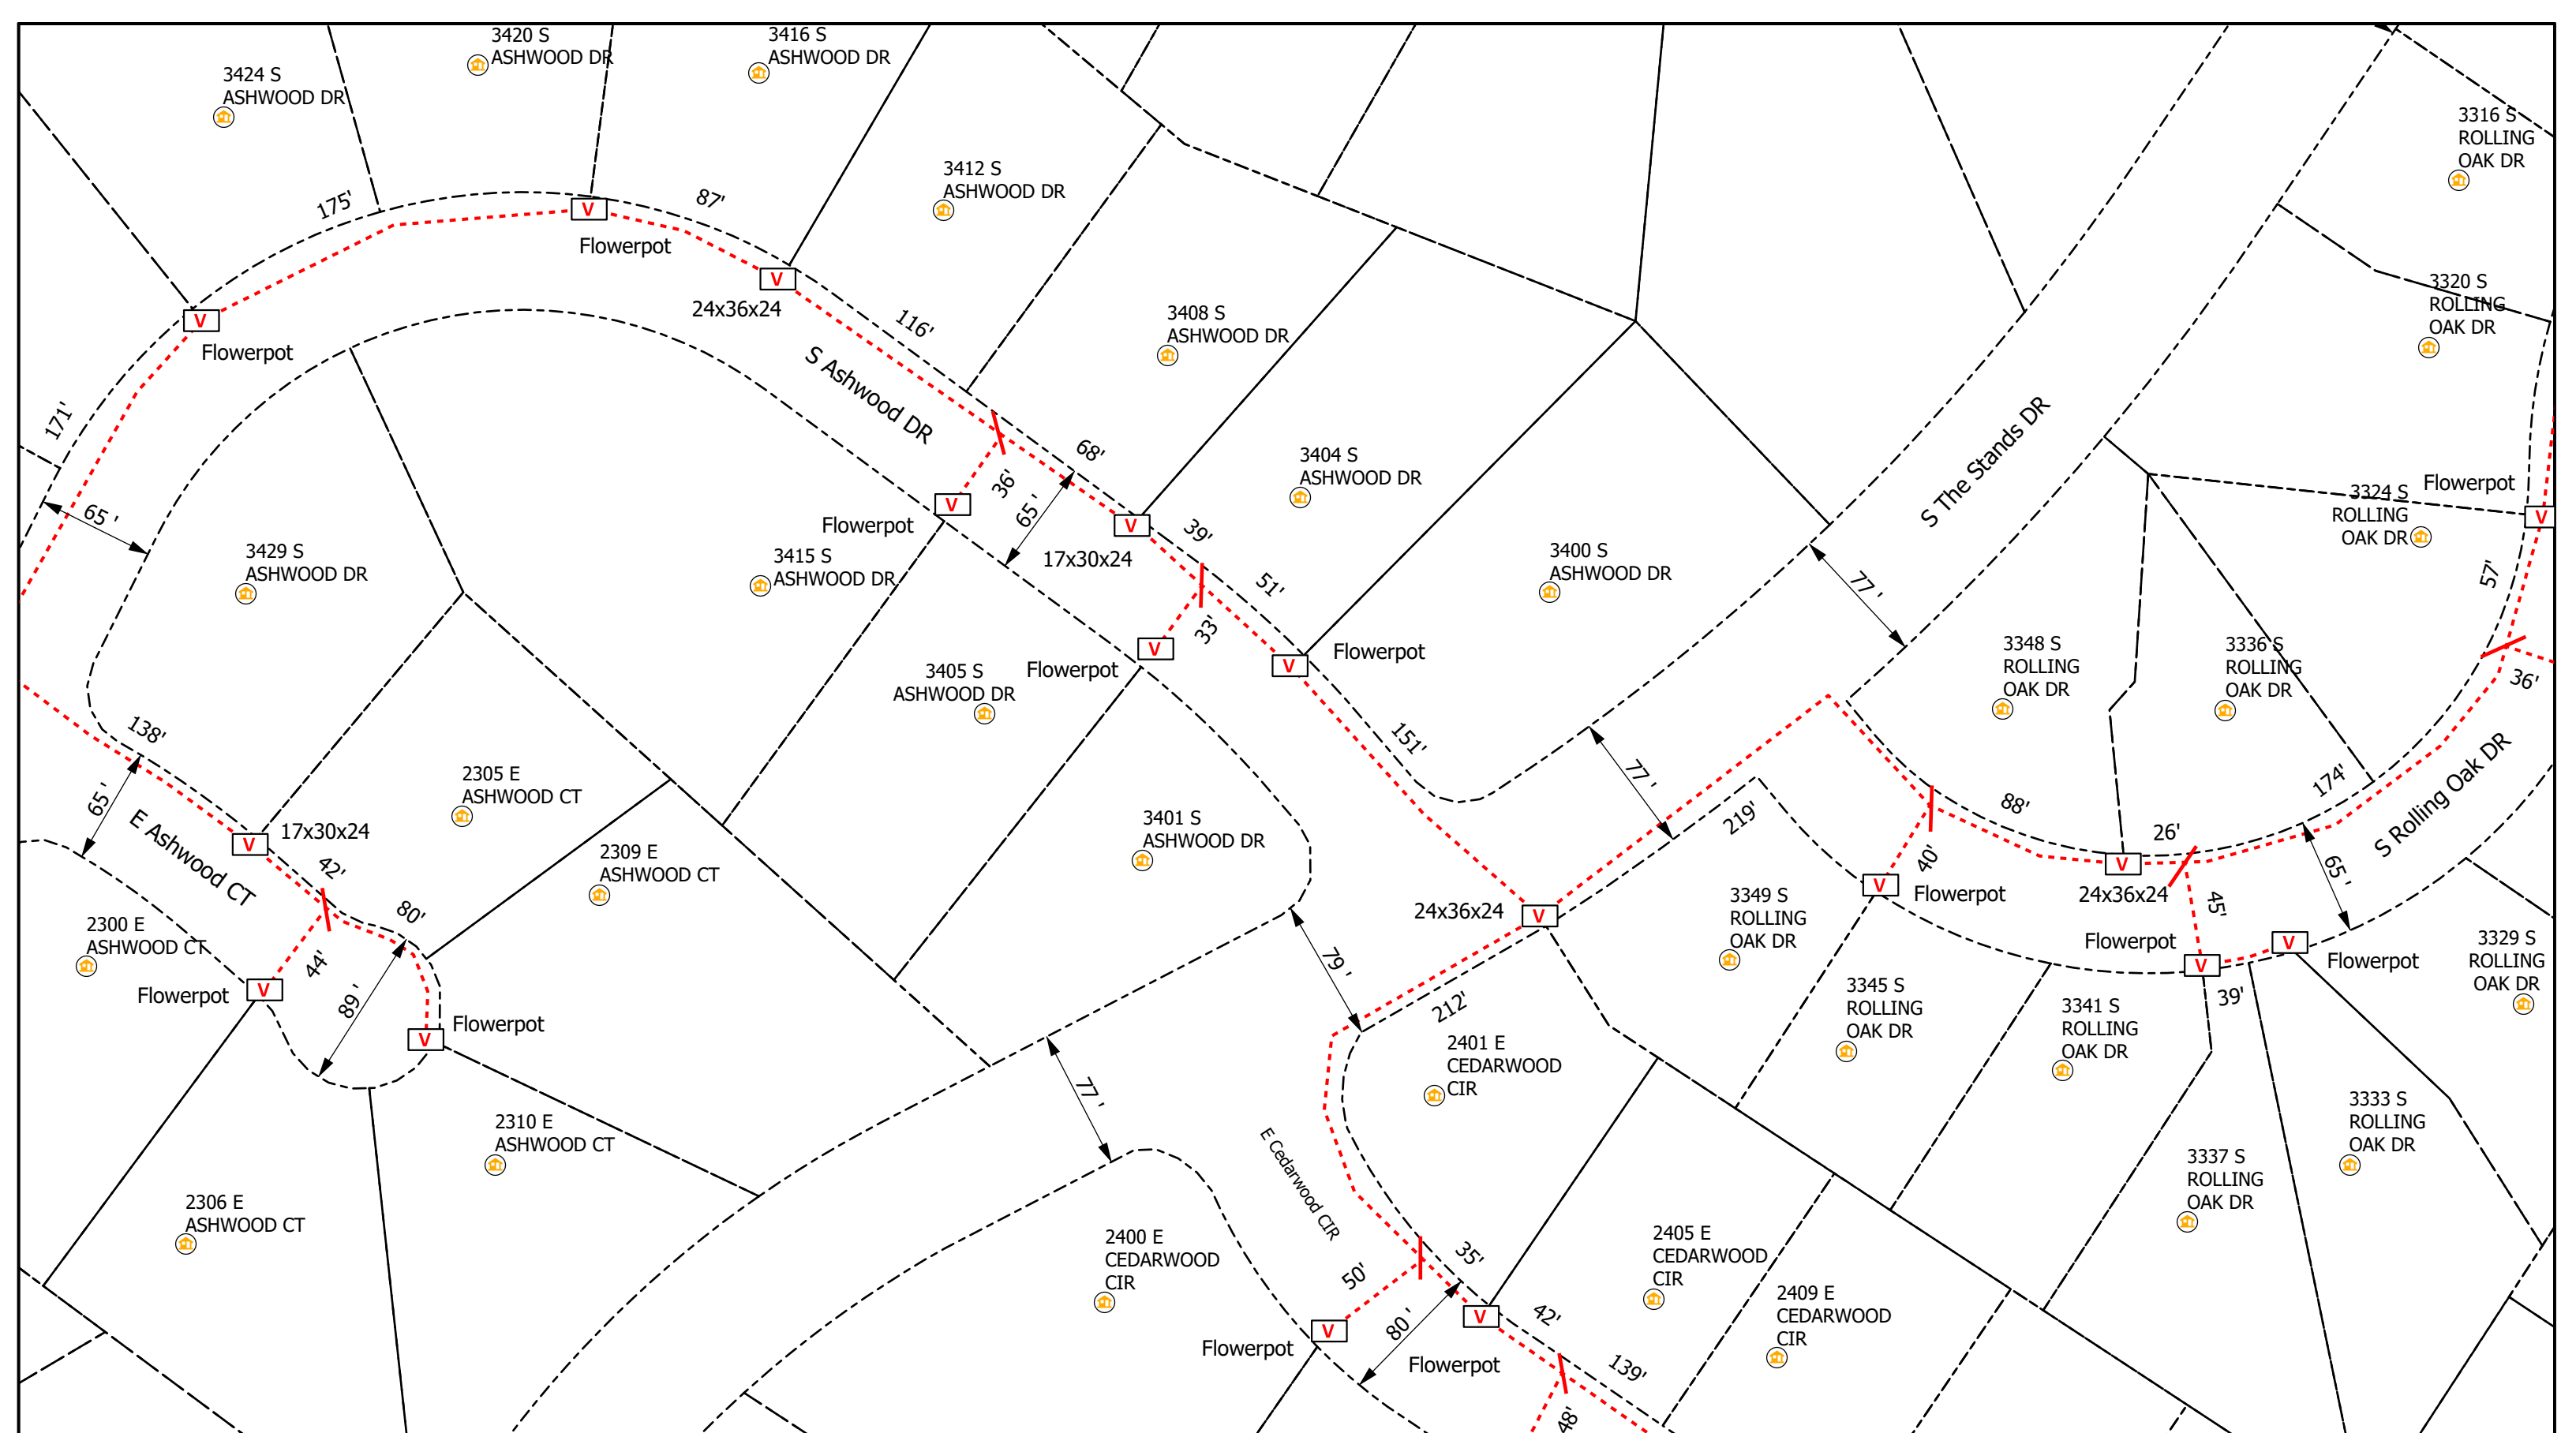 3420 S
ASHWOOD DR
3416 S
ASHWOOD DR
3424 S
ASHWOOD DR
3316 S
ROLLING
OAK DR
3412 S
ASHWOOD DR
175'
87'
V
Flowerpot
V
24x36x24
3320 S
ROLLING
OAK DR
V
Flowerpot
116'
3408 S
ASHWOOD DR
S Ashwood DR
171'
65 '
68'
36'
65 '
3404 S
ASHWOOD DR
S The Stands DR
Flowerpot
3324 S
ROLLING
OAK DR
V
V
Flowerpot
V
17x30x24
39'
51'
3429 S
ASHWOOD DR
3415 S
ASHWOOD DR
3400 S
ASHWOOD DR
77 '
57'
33'
V
Flowerpot
V
Flowerpot
3405 S
ASHWOOD DR
3348 S
ROLLING
OAK DR
3336 S
ROLLING
OAK DR
36'
138'
65 '
151'
77 '
S Rolling Oak DR
2305 E
ASHWOOD CT
174'
88'
219'
E Ashwood CT
V
17x30x24
42'
3401 S
ASHWOOD DR
26'
V
24x36x24
65 '
40'
2309 E
ASHWOOD CT
V
Flowerpot
80'
24x36x24
V
3349 S
ROLLING
OAK DR
45'
2300 E
ASHWOOD CT
44'
89 '
V
Flowerpot
79 '
Flowerpot
V
V
Flowerpot
39'
3329 S
ROLLING
OAK DR
212'
3345 S
ROLLING
OAK DR
3341 S
ROLLING
OAK DR
V
Flowerpot
2401 E
CEDARWOOD
CIR
77 '
3333 S
ROLLING
OAK DR
2310 E
ASHWOOD CT
E Cedarwood CIR
3337 S
ROLLING
OAK DR
2306 E
ASHWOOD CT
2400 E
CEDARWOOD
CIR
35'
50'
2405 E
CEDARWOOD
CIR
2409 E
CEDARWOOD
CIR
V
Flowerpot
80 '
V
Flowerpot
42'
139'
48'